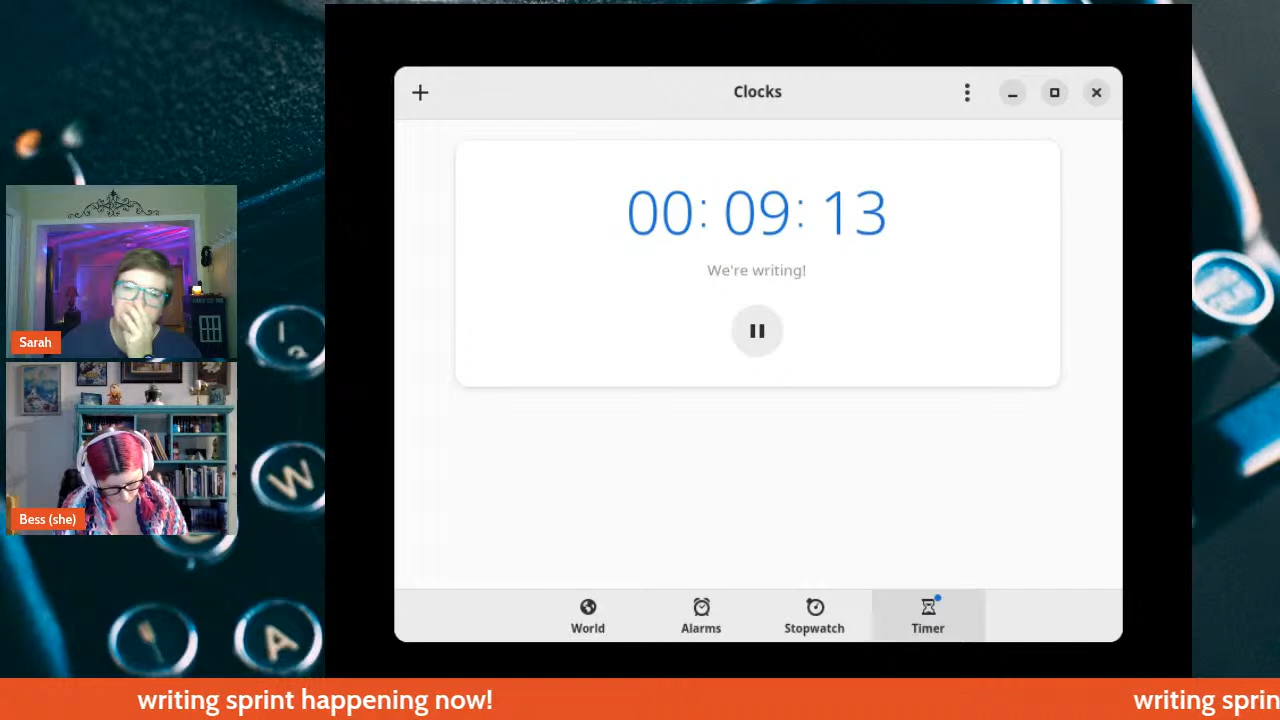 Clocks
00:09:13
We're writing!
Sarah
Bess (she)
I
W
A
World
Alarms
Stopwatch
Timer
writing sprint happening now!
writing sprin